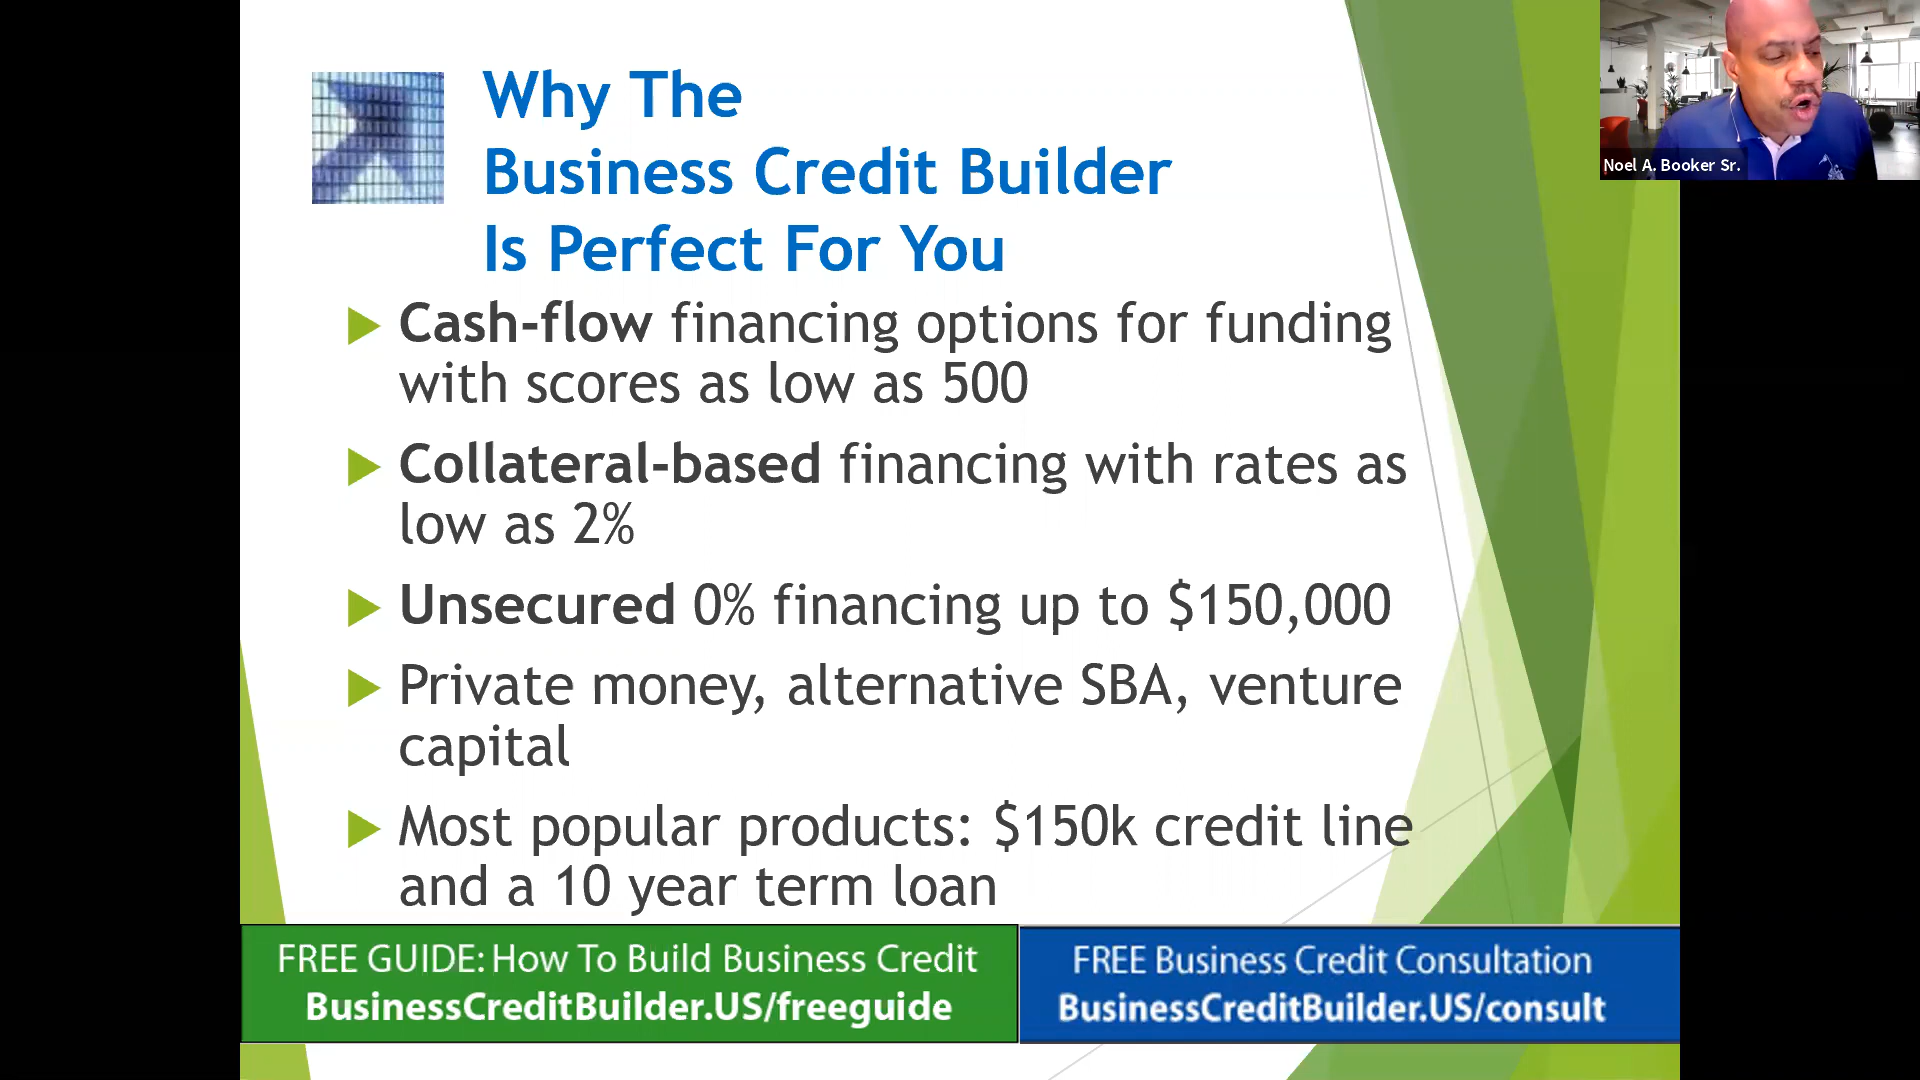 Why The
Business Credit Builder
Is Perfect For You
Cash-flow financing options for funding
with scores as low as 500
Collateral-based financing with rates as
low as 2%
Unsecured 0% financing up to $150,000
Private money, alternative SBA, venture
capital
Most popular products: $150k credit line
and a 10 year term loan
FREE GUIDE: How To Build Business Credit
BusinessCreditBuilder.US/freeguide
FREE Business Credit Consultation
BusinessCreditBuilder.US/consult
Noel A. Booker Sr.